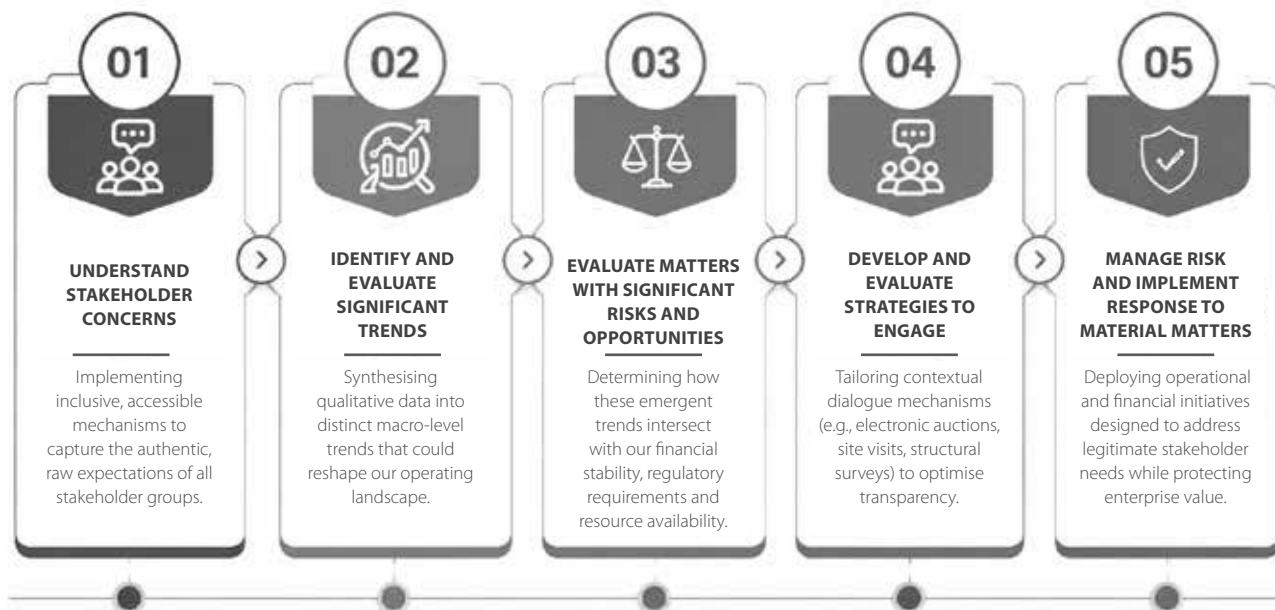 01
UNDERSTAND
STAKEHOLDER
CONCERNS
Implementing
inclusive, accessible
mechanisms to
capture the authentic,
raw expectations of all
stakeholder groups.
02
IDENTIFY AND
EVALUATE
SIGNIFICANT
TRENDS
Synthesising
qualitative data into
distinct macro-level
trends that could
reshape our operating
landscape.
03
EVALUATE MATTERS
WITH SIGNIFICANT
RISKS AND
OPPORTUNITIES
Determining how
these emergent
trends intersect
with our financial
stability, regulatory
requirements and
resource availability.
04
DEVELOP AND
EVALUATE
STRATEGIES TO
ENGAGE
Tailoring contextual
dialogue mechanisms
(e.g., electronic auctions,
site visits, structural
surveys) to optimise
transparency.
05
MANAGE RISK
AND IMPLEMENT
RESPONSE TO
MATERIAL MATTERS
Deploying operational
and financial initiatives
designed to address
legitimate stakeholder
needs while protecting
enterprise value.